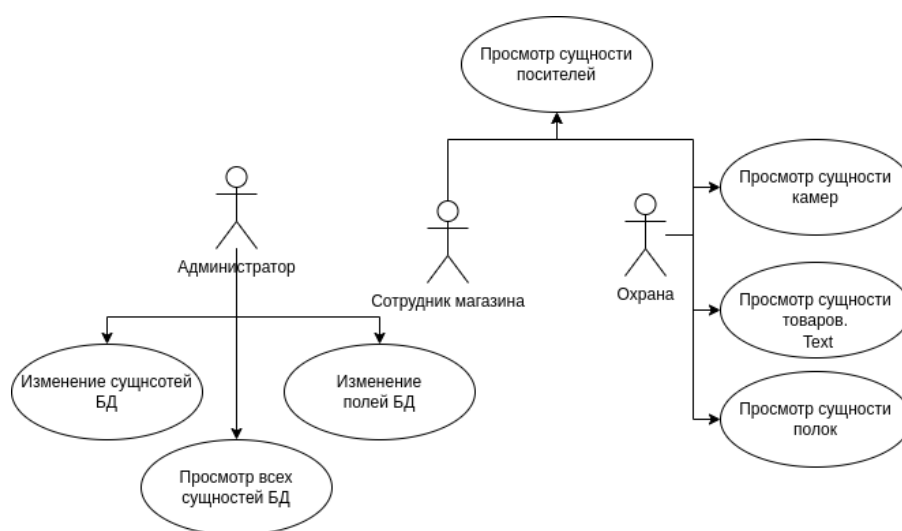 Просмотр сущности
поситeлей
Просмотр сущности
камер
Администратор
Сотрудник магазина
Охрана
Просмотр сущности
товаров.
Text
Изменение сущнсотей
БД
Изменение
полей БД
Просмотр сущности
полок
Просмотр всех
сущностей БД